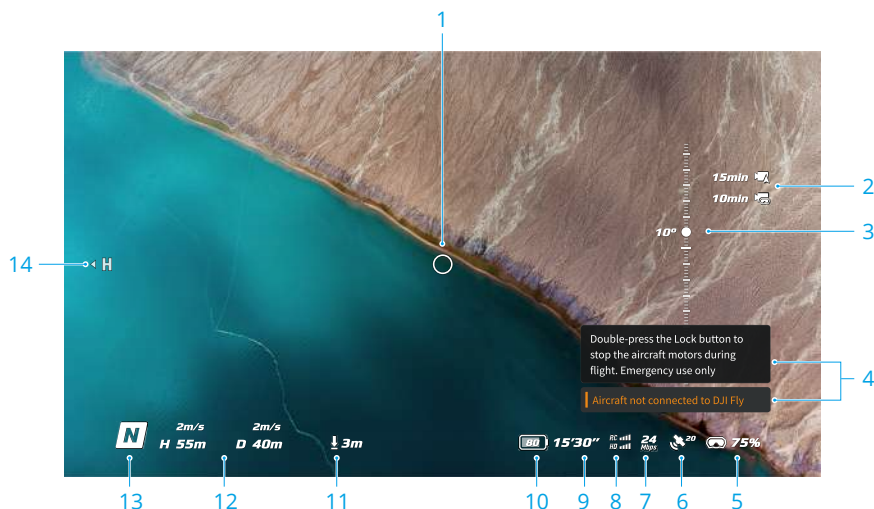 1
15min
2
10min
10°
3
14
H
Double-press the Lock button to
stop the aircraft motors during
flight. Emergency use only
4
Aircraft not connected to DJI Fly
N
2m/s
2m/s
H 55m
D 40m
3m
80
15'30"
RC
HD
24
Mbps
20
75%
13
12
11
10
9
8
7
6
5